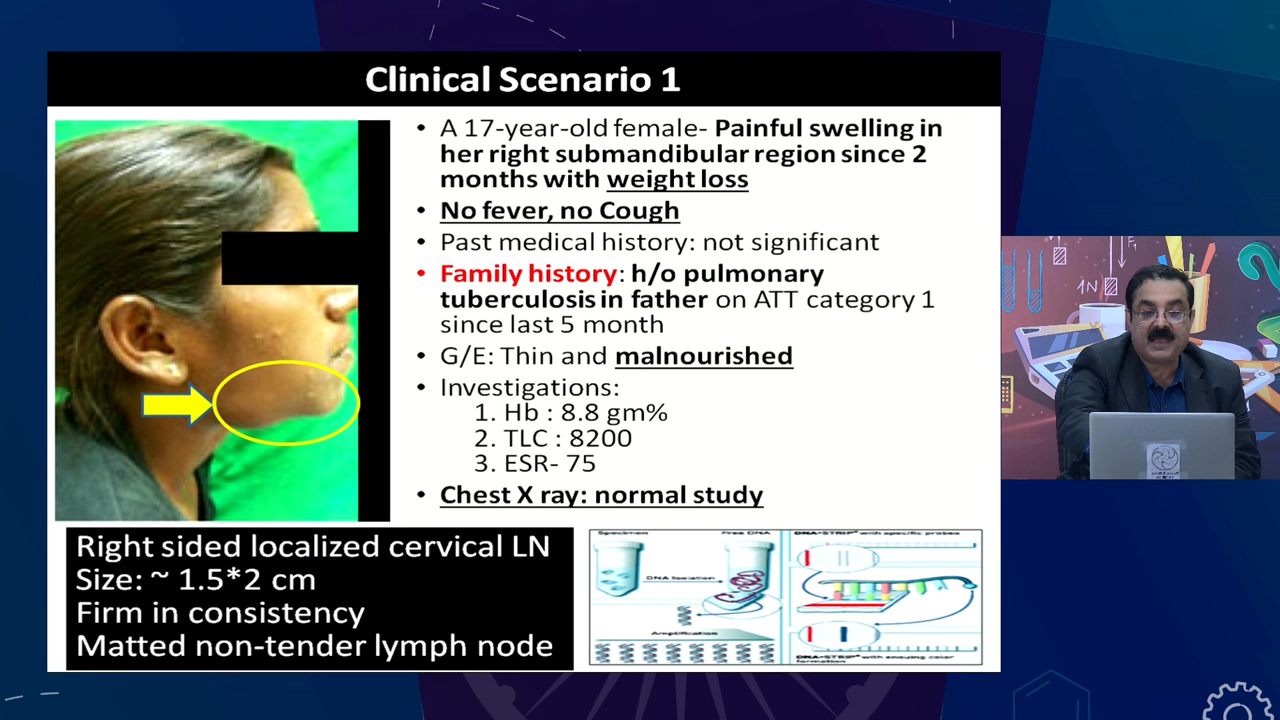 Clinical Scenario 1
• A 17-year-old female- Painful swelling in
her right submandibular region since 2
months with weight loss
• No fever, no Cough
• Past medical history: not significant
• Family history: h/o pulmonary
tuberculosis in father on ATT category 1
since last 5 month
• G/E: Thin and malnourished
• Investigations:
1. Hb : 8.8 gm%
2. TLC : 8200
3. ESR- 75
• Chest X ray: normal study
Right sided localized cervical LN
Size: ~ 1.5*2 cm
Firm in consistency
Matted non-tender lymph node
Specimen
Free DNA
DNA Isolation
Amplification
DNA•STRIP with specific probes
DNA•STRIP with ensuing color
formation
1N